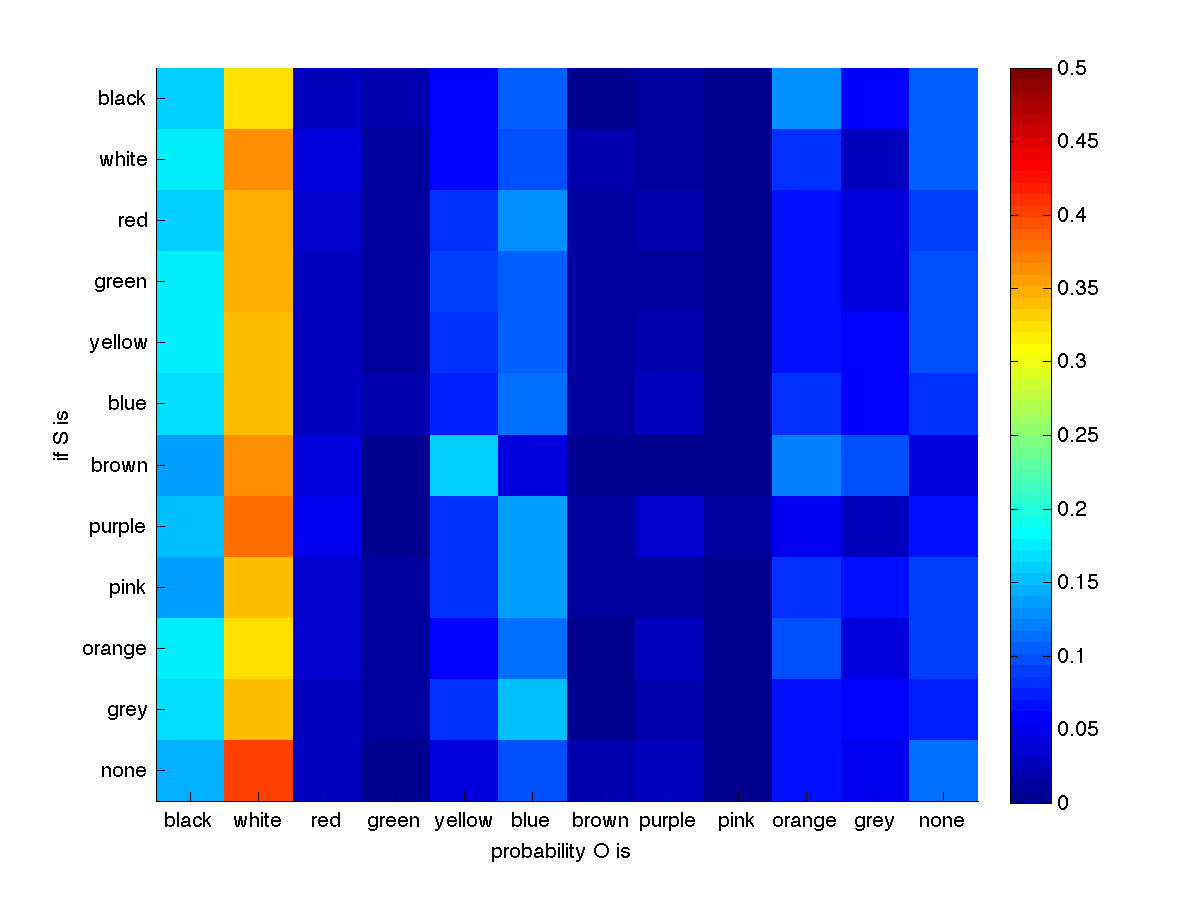 black
white
red
green
yellow
blue
brown
purple
pink
orange
grey
none
if S is
black white red green yellow blue brown purple pink orange grey none
probability O is
0.5
0.45
0.4
0.35
0.3
0.25
0.2
0.15
0.1
0.05
0